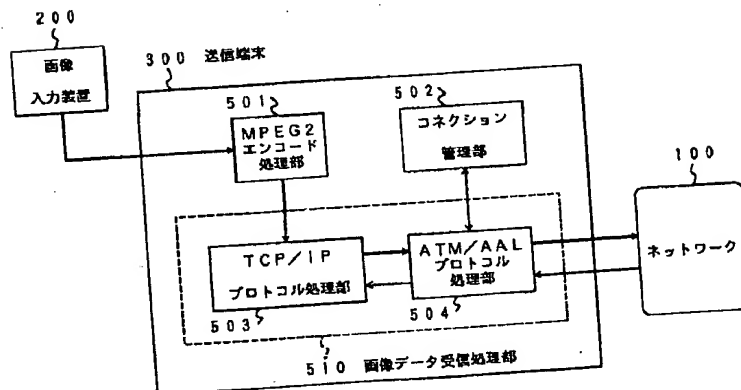 200
画像
入力装置
300 送信端末
501
MPEG2
エンコード
処理部
502
コネクション
管理部
100
ネットワーク
TCP/IP
プロトコル処理部
503
ATM/AAL
プロトコル
処理部
504
510 画像データ受信処理部